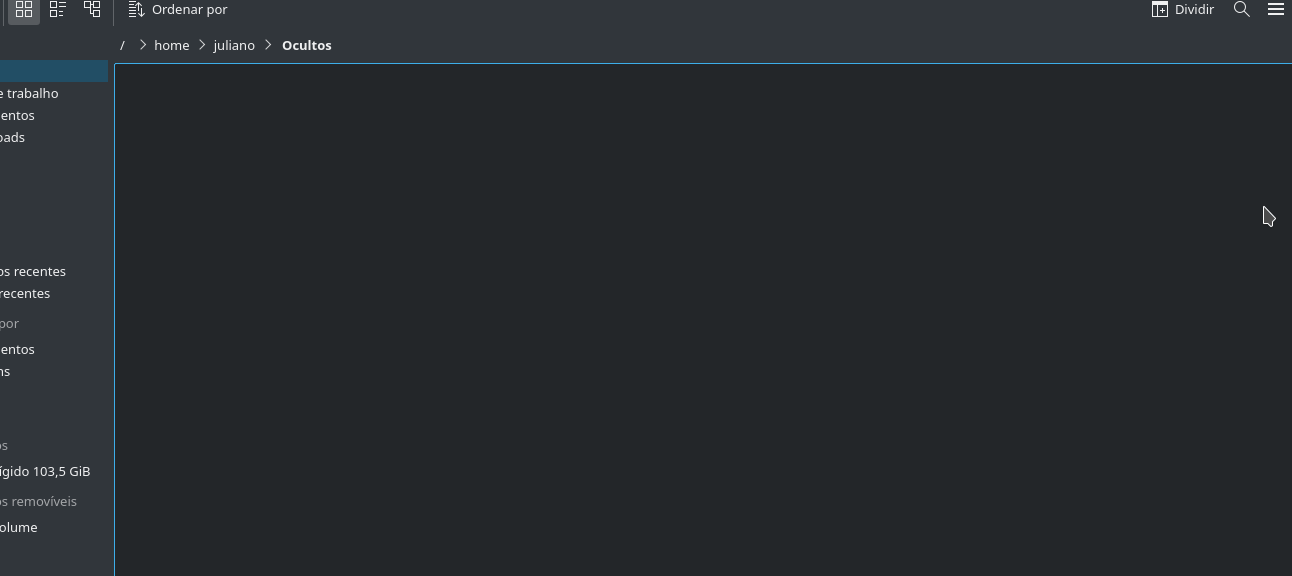 Ordenar por
Dividir
/ home juliano Ocultos
e trabalho
entos
oads
os recentes
recentes
por
entos
ns
os
ígido 103,5 GiB
os removíveis
olume